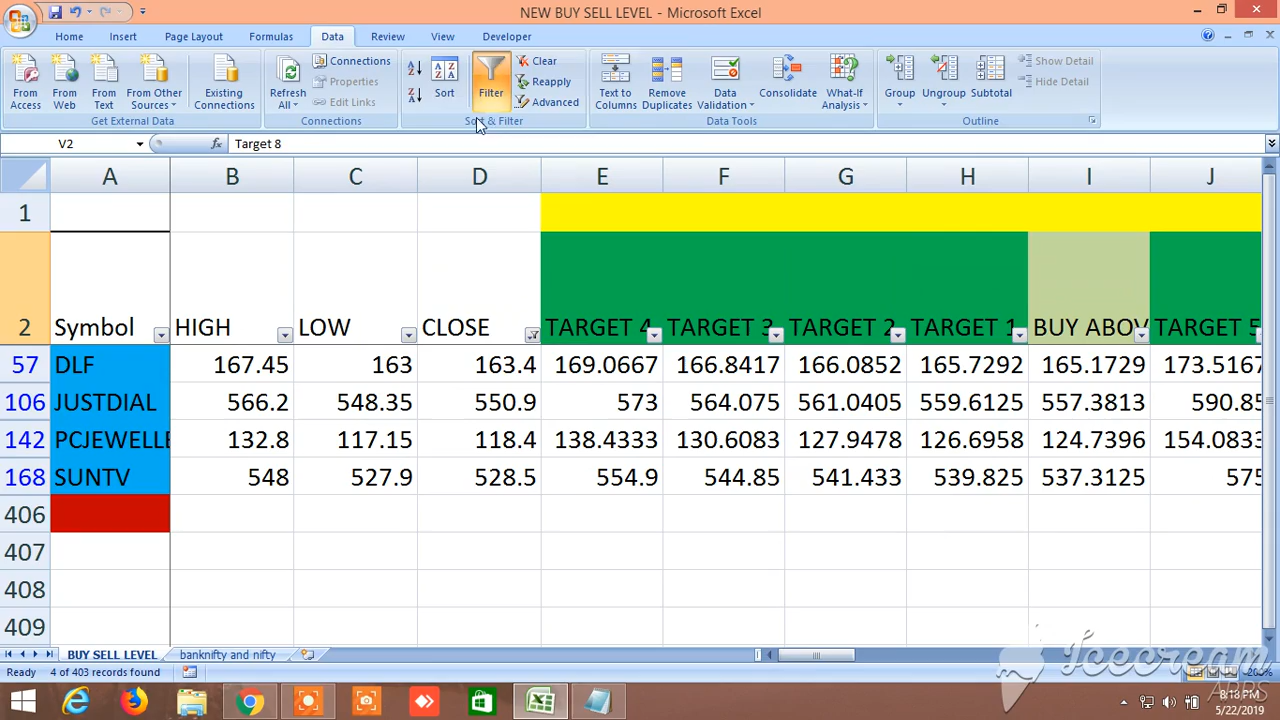 NEW BUY SELL LEVEL - Microsoft Excel
Home Insert Page Layout Formulas Data Review View Developer
From Access From Web From Text From Other Sources Existing Connections
Get External Data
Refresh All Connections Properties Edit Links
Connections
Sort Filter Clear Reapply Advanced
Sort & Filter
Text to Columns Remove Duplicates Data Validation Consolidate What-If Analysis
Data Tools
Group Ungroup Subtotal Show Detail Hide Detail
Outline
V2 fx Target 8
A B C D E F G H I J
1
2 Symbol HIGH LOW CLOSE TARGET 4 TARGET 3 TARGET 2 TARGET 1 BUY ABOV TARGET 5
57 DLF 167.45 163 163.4 169.0667 166.8417 166.0852 165.7292 165.1729 173.5167
106 JUSTDIAL 566.2 548.35 550.9 573 564.075 561.0405 559.6125 557.3813 590.85
142 PCJEWELLE 132.8 117.15 118.4 138.4333 130.6083 127.9478 126.6958 124.7396 154.0833
168 SUNTV 548 527.9 528.5 554.9 544.85 541.433 539.825 537.3125 575
406
407
408
409
BUY SELL LEVEL banknifty and nifty
Ready 4 of 403 records found 200%
Icecream
APPS
8:18 PM
5/22/2019